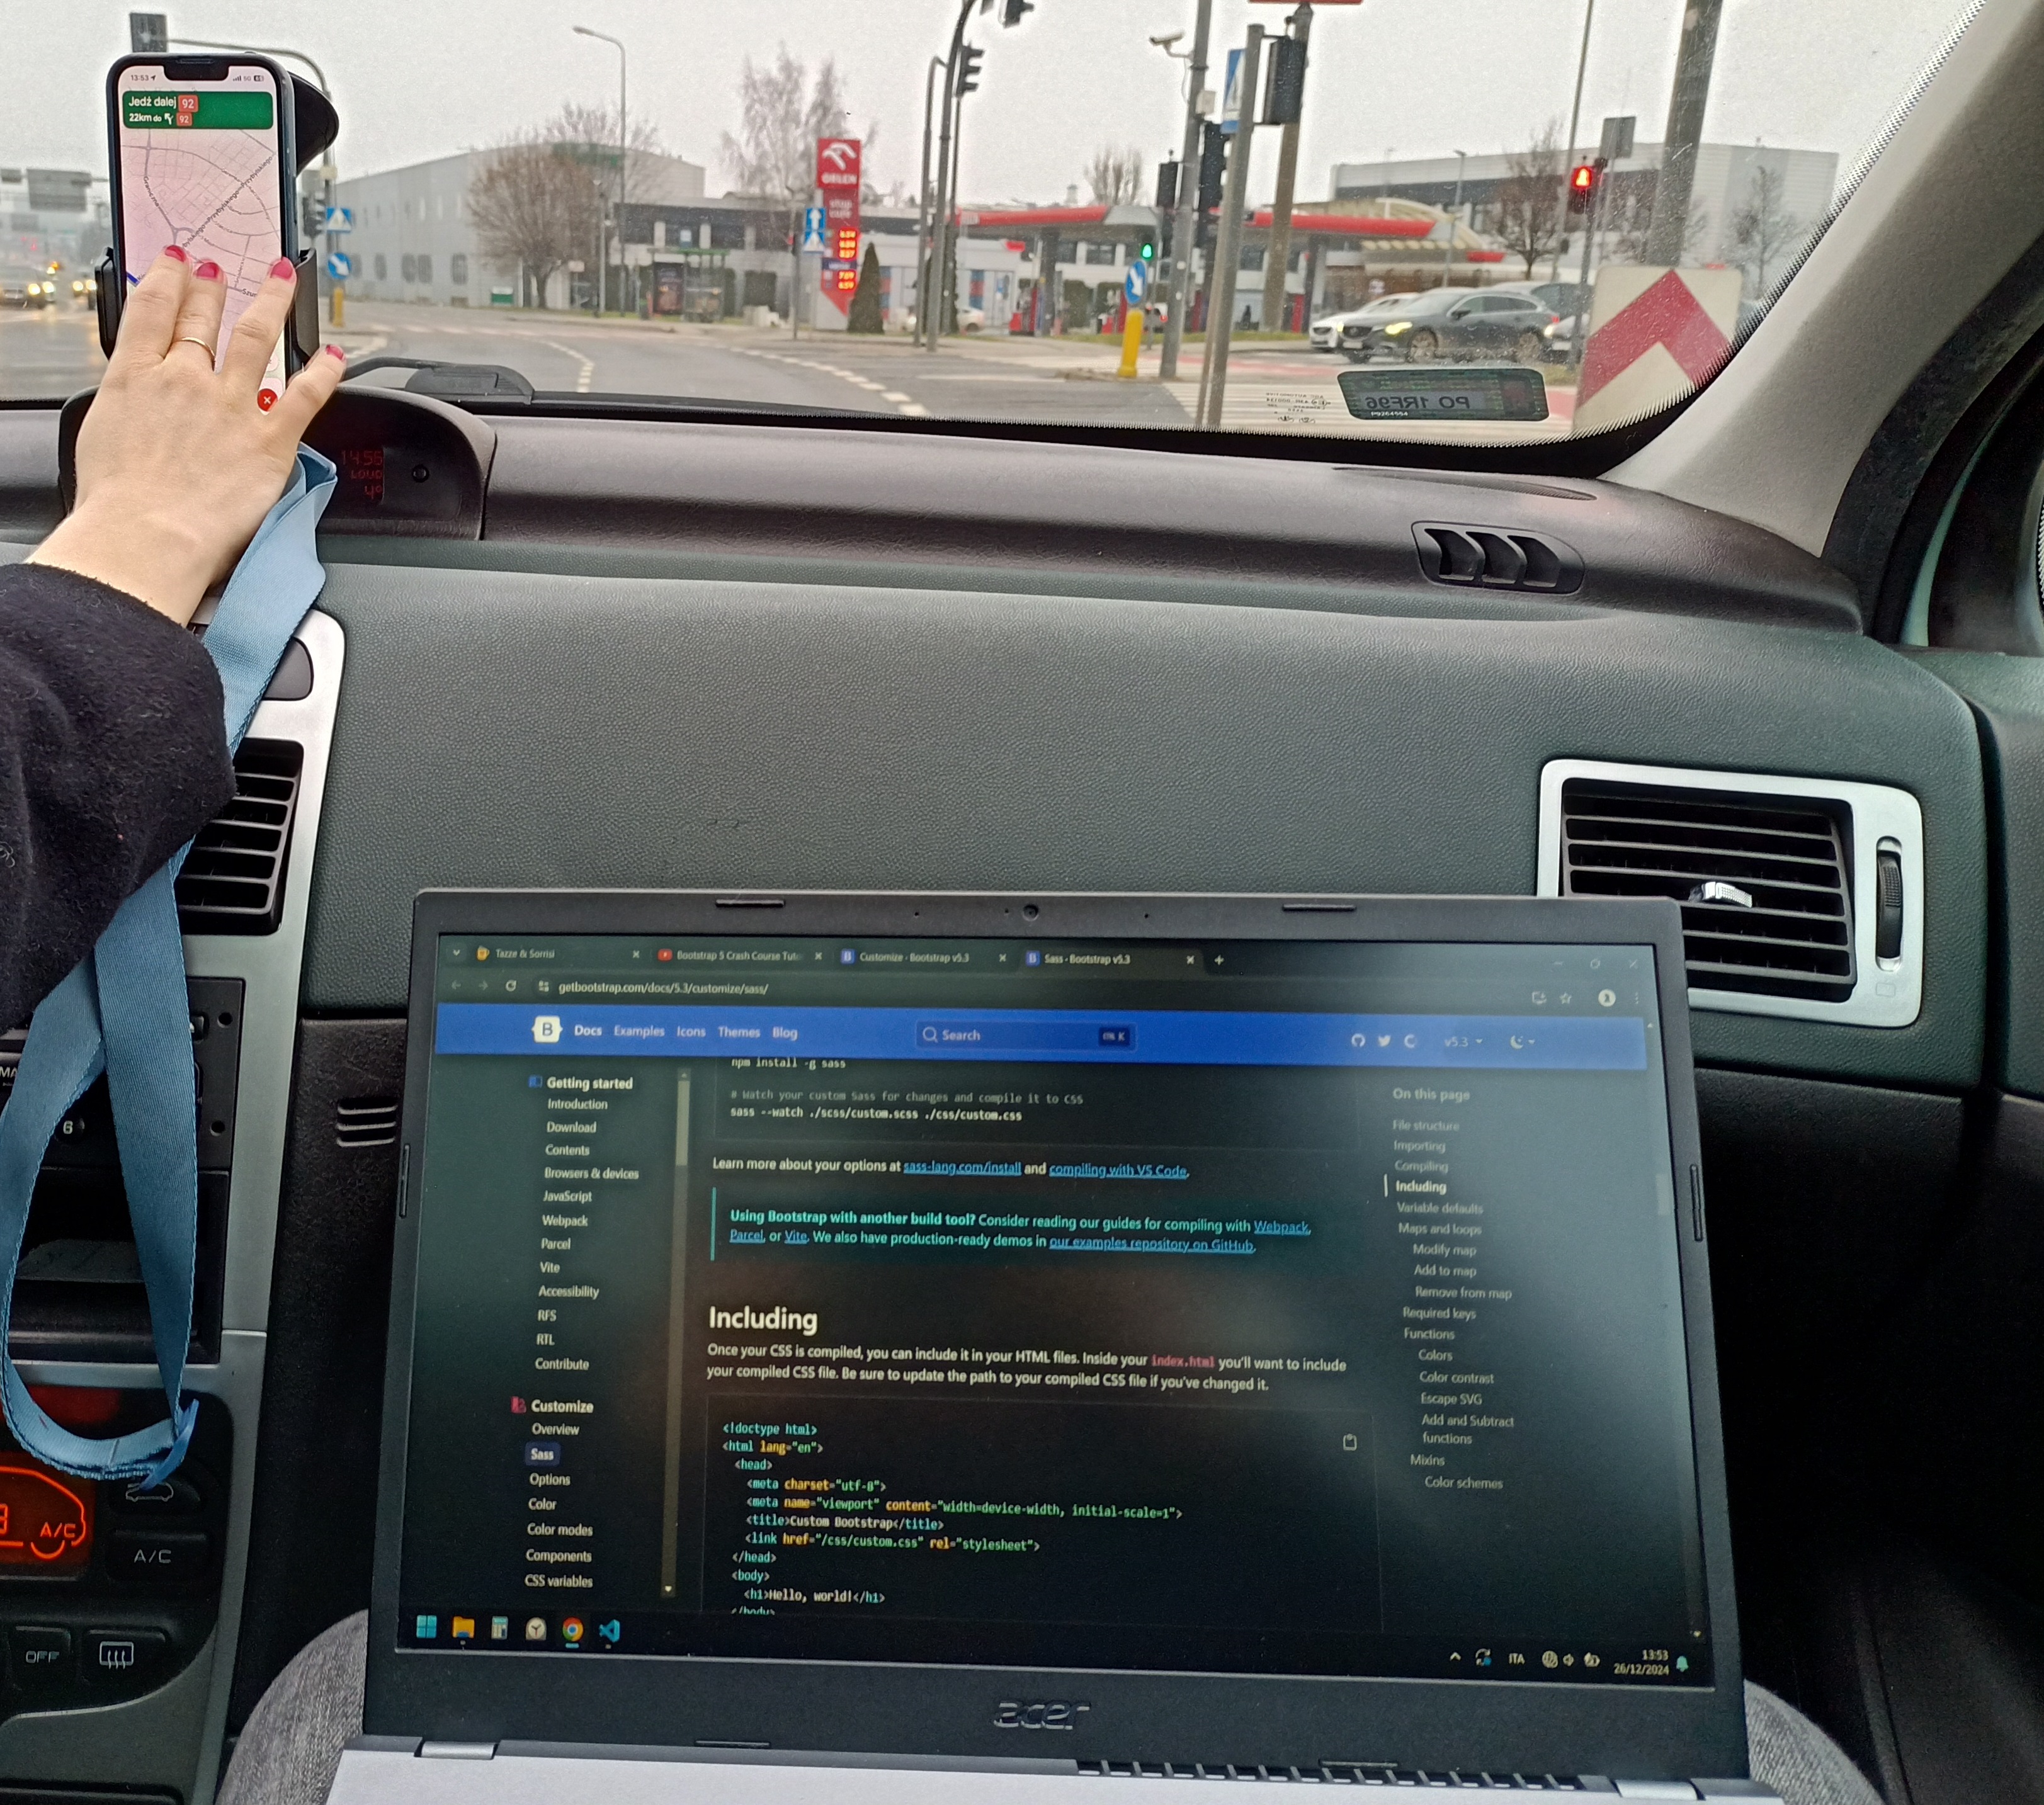 13:53
5G
Jedź dalej 92
22km do 92
ORLEN
stop
cafe
PO 1RF96
14:56
LOUD
4°
6
A/C
A/C
OFF
Tazze & Sorrisi
Bootstrap 5 Crash Course Tuto
Customize · Bootstrap v5.3
Sass · Bootstrap v5.3
getbootstrap.com/docs/5.3/customize/sass/
B Docs Examples Icons Themes Blog
Search
Ctrl K
v5.3
Getting started
Introduction
Download
Contents
Browsers & devices
JavaScript
Webpack
Parcel
Vite
Accessibility
RFS
RTL
Contribute
Customize
Overview
Sass
Options
Color
Color modes
Components
CSS variables
npm install -g sass
# Watch your custom Sass for changes and compile it to CSS
sass --watch ./scss/custom.scss ./css/custom.css
Learn more about your options at sass-lang.com/install and compiling with VS Code.
Using Bootstrap with another build tool? Consider reading our guides for compiling with Webpack,
Parcel, or Vite. We also have production-ready demos in our examples repository on GitHub.
Including
Once your CSS is compiled, you can include it in your HTML files. Inside your index.html you'll want to include
your compiled CSS file. Be sure to update the path to your compiled CSS file if you've changed it.
<!doctype html>
<html lang="en">
<head>
<meta charset="utf-8">
<meta name="viewport" content="width=device-width, initial-scale=1">
<title>Custom Bootstrap</title>
<link href="/css/custom.css" rel="stylesheet">
</head>
<body>
<h1>Hello, world!</h1>
</body>
On this page
File structure
Importing
Compiling
Including
Variable defaults
Maps and loops
Modify map
Add to map
Remove from map
Required keys
Functions
Colors
Color contrast
Escape SVG
Add and Subtract
functions
Mixins
Color schemes
ITA
13:53
26/12/2024
acer